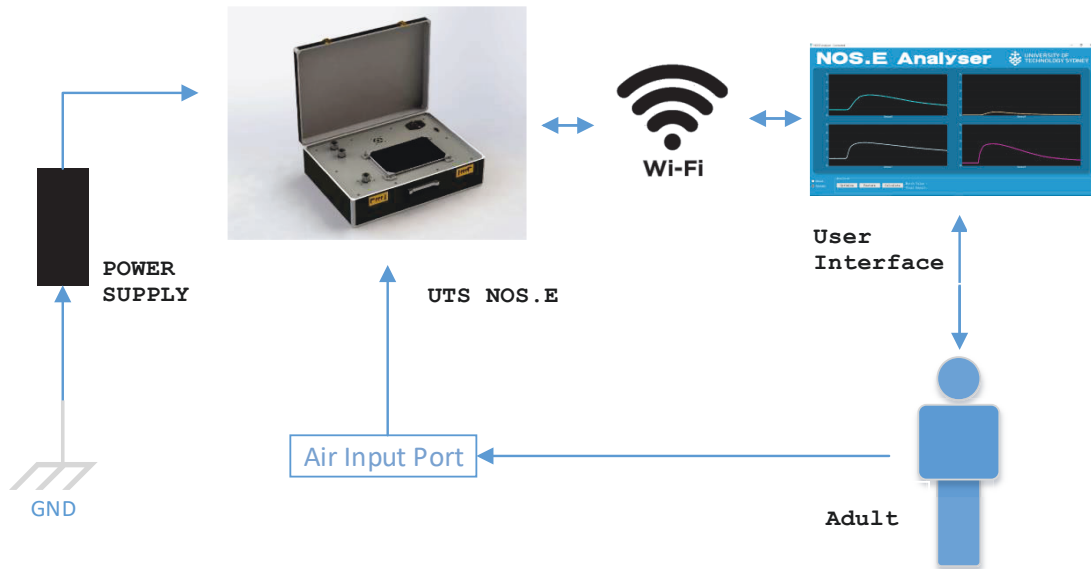 NOS.E Analyser
UNIVERSITY OF
TECHNOLOGY SYDNEY
Wi-Fi
POWER
SUPPLY
UTS NOS.E
User
Interface
Air Input Port
GND
Adult